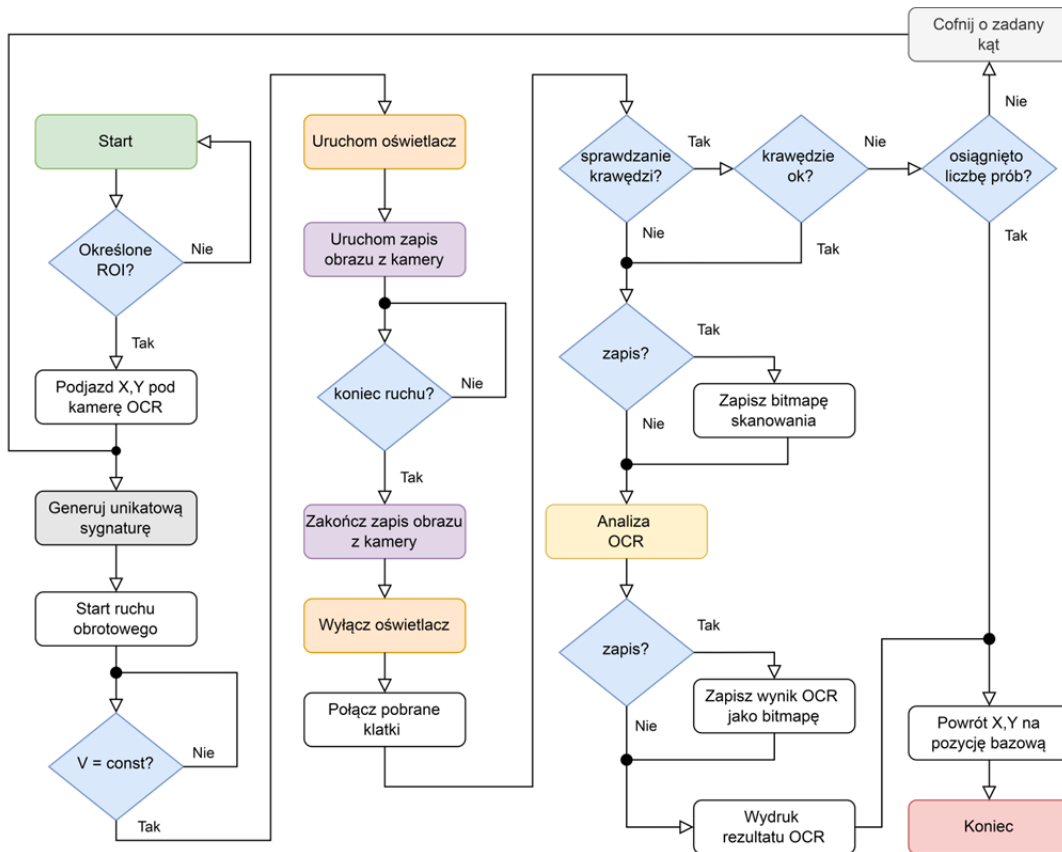 Cofnij o zadany
kąt
Start
Uruchom oświetlacz
sprawdzanie
krawędzi?
Tak
krawędzie
ok?
Nie
osiągnięto
liczbę prób?
Nie
Tak
Określone
ROI?
Nie
Tak
Uruchom zapis
obrazu z kamery
Nie
Tak
Podjazd X,Y pod
kamerę OCR
koniec ruchu?
Nie
Tak
zapis?
Tak
Nie
Zapisz bitmapę
skanowania
Generuj unikatową
sygnaturę
Zakończ zapis obrazu
z kamery
Analiza
OCR
Start ruchu
obrotowego
Wyłącz oświetlacz
zapis?
Tak
Nie
Zapisz wynik OCR
jako bitmapę
V = const?
Nie
Tak
Połącz pobrane
klatki
Wydruk
rezultatu OCR
Powrót X,Y na
pozycję bazową
Koniec